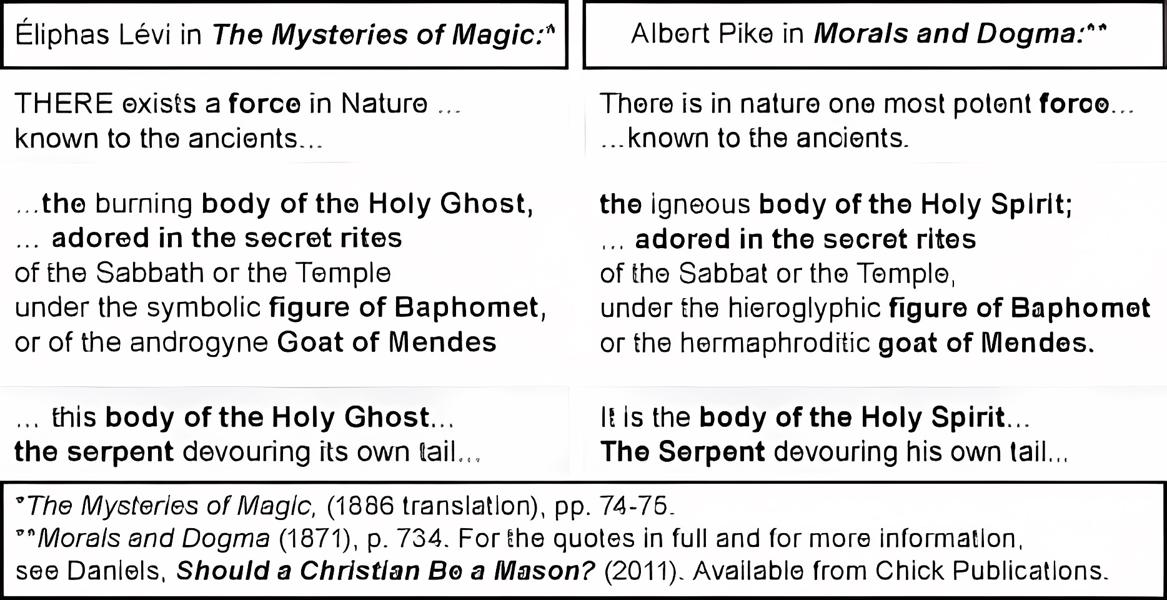 Éliphas Lévi in The Mysteries of Magic:*
THERE exists a force in Nature ...
known to the ancients...
...the burning body of the Holy Ghost,
... adored in the secret rites
of the Sabbath or the Temple
under the symbolic figure of Baphomet,
or of the androgyne Goat of Mendes
... this body of the Holy Ghost...
the serpent devouring its own tail...
Albert Pike in Morals and Dogma:**
There is in nature one most potent force...
...known to the ancients.
the igneous body of the Holy Spirit;
... adored in the secret rites
of the Sabbat or the Temple,
under the hieroglyphic figure of Baphomet
or the hermaphroditic goat of Mendes.
It is the body of the Holy Spirit...
The Serpent devouring his own tail...
*The Mysteries of Magic, (1886 translation), pp. 74-75.
**Morals and Dogma (1871), p. 734. For the quotes in full and for more information,
see Daniels, Should a Christian Be a Mason? (2011). Available from Chick Publications.